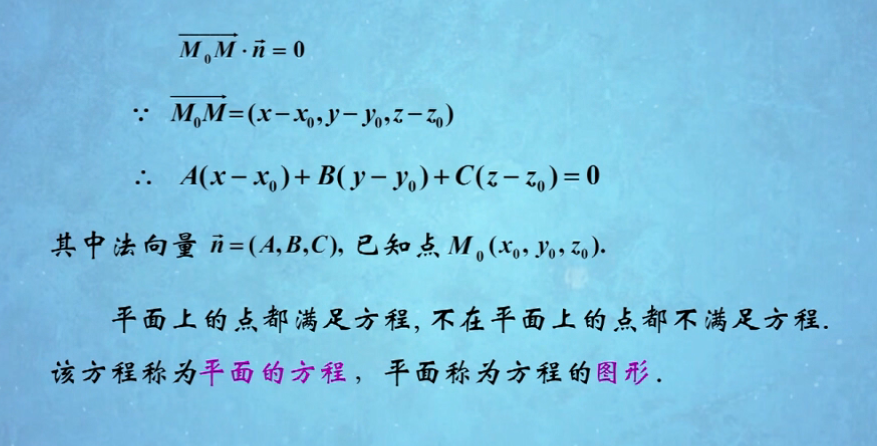 $\overrightarrow{M_0M} \cdot \vec{n} = 0$
∵ $\overrightarrow{M_0M} = (x - x_0, y - y_0, z - z_0)$
∴ $A(x - x_0) + B(y - y_0) + C(z - z_0) = 0$
其中法向量 $\vec{n} = (A, B, C)$, 已知点 $M_0(x_0, y_0, z_0)$.
平面上的点都满足方程, 不在平面上的点都不满足方程.
该方程称为平面的方程, 平面称为方程的图形.